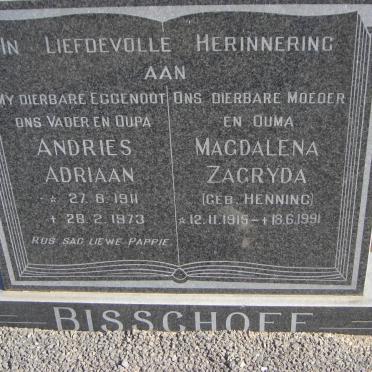 IN LIEFDEVOLLE HERINNERING
AAN
MY DIERBARE EGGENOOT
ONS VADER EN OUPA
ANDRIES
ADRIAAN
* 27.6.1911
+ 28.2.1973
RUS SAG LIEWE PAPPIE.
ONS DIERBARE MOEDER
EN OUMA
MAGDALENA
ZAGRYDA
(GEB. HENNING)
*12.11.1915-+18.6.1991
BISSCHOFF